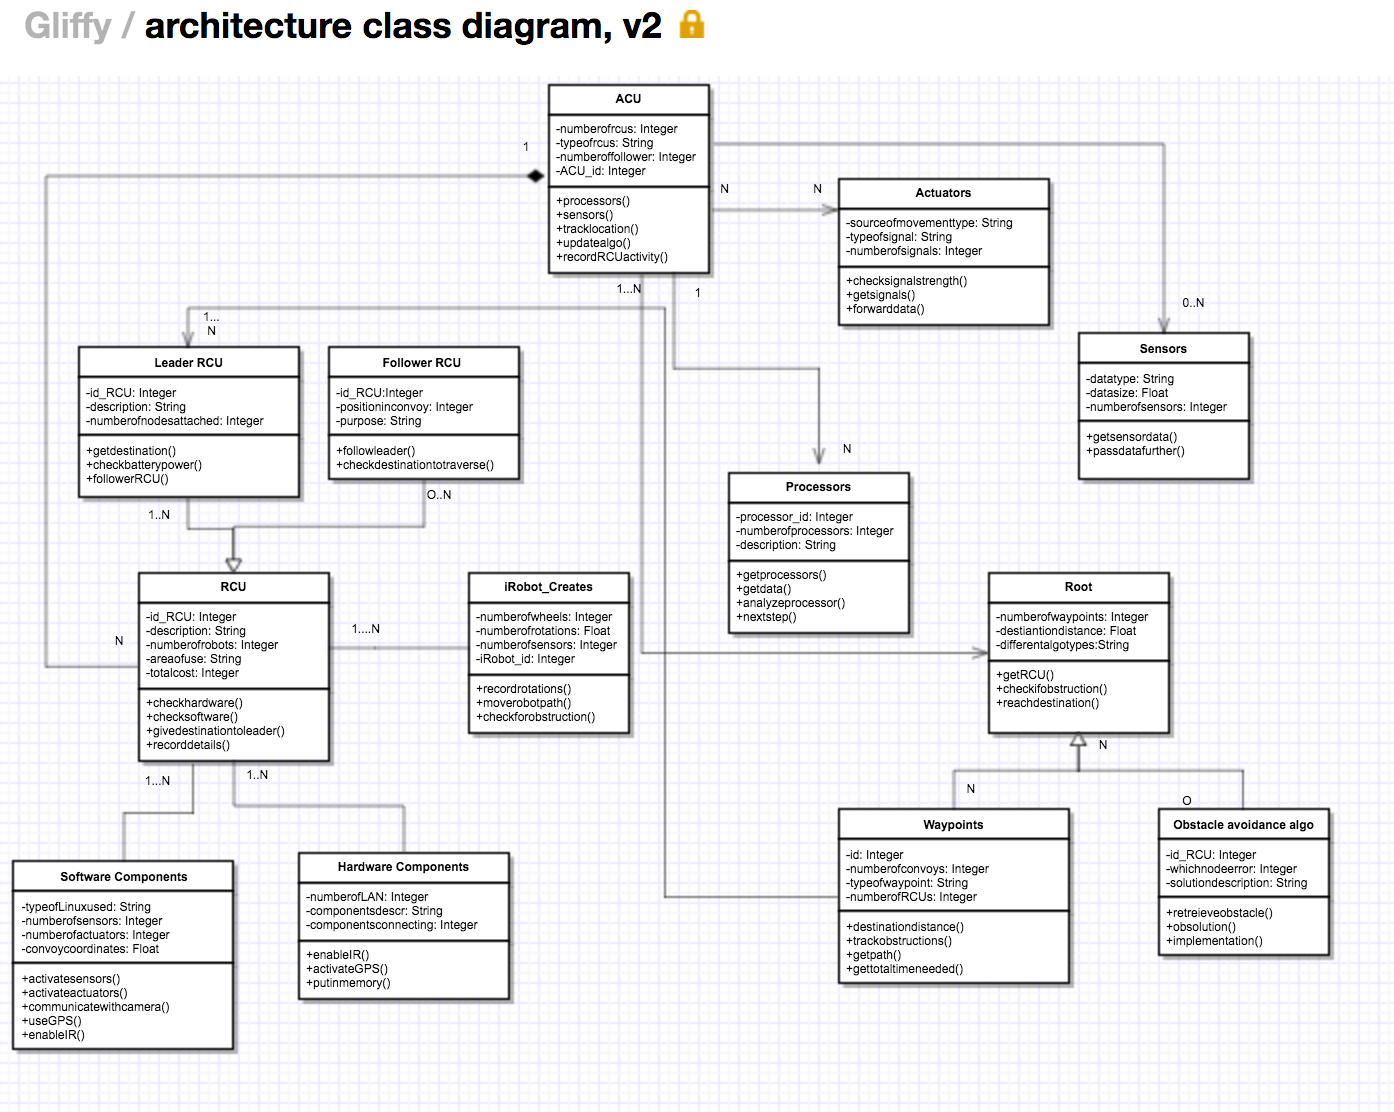 Gliffy / architecture class diagram, v2
ACU
-numberofrcus: Integer
-typeofrcus: String
-numberoffollower: Integer
-ACU_id: Integer
+processors()
+sensors()
+tracklocation()
+updatealgo()
+recordRCUactivity()
1
N
N
1...N
1
Actuators
-sourceofmovementtype: String
-typeofsignal: String
-numberofsignals: Integer
+checksignalstrength()
+getsignals()
+forwarddata()
0..N
Sensors
-datatype: String
-datasize: Float
-numberofsensors: Integer
+getsensordata()
+passdatafurther()
1...
N
Leader RCU
-id_RCU: Integer
-description: String
-numberofnodesattached: Integer
+getdestination()
+checkbatterypower()
+followerRCU()
1..N
Follower RCU
-id_RCU:Integer
-positioninconvoy: Integer
-purpose: String
+followleader()
+checkdestinationtotraverse()
O..N
N
Processors
-processor_id: Integer
-numberofprocessors: Integer
-description: String
+getprocessors()
+getdata()
+analyzeprocessor()
+nextstep()
RCU
-id_RCU: Integer
-description: String
-numberofrobots: Integer
-areaofuse: String
-totalcost: Integer
+checkhardware()
+checksoftware()
+givedestinationtoleader()
+recorddetails()
N
1....N
1...N
1..N
iRobot_Creates
-numberofwheels: Integer
-numberofrotations: Float
-numberofsensors: Integer
-iRobot_id: Integer
+recordrotations()
+moverobotpath()
+checkforobstruction()
Root
-numberofwaypoints: Integer
-destiantiondistance: Float
-differentalgotypes:String
+getRCU()
+checkifobstruction()
+reachdestination()
N
N
O
Software Components
-typeofLinuxused: String
-numberofsensors: Integer
-numberofactuators: Integer
-convoycoordinates: Float
+activatesensors()
+activateactuators()
+communicatewithcamera()
+useGPS()
+enableIR()
Hardware Components
-numberofLAN: Integer
-componentsdescr: String
-componentsconnecting: Integer
+enableIR()
+activateGPS()
+putinmemory()
Waypoints
-id: Integer
-numberofconvoys: Integer
-typeofwaypoint: String
-numberofRCUs: Integer
+destinationdistance()
+trackobstructions()
+getpath()
+gettotaltimeneeded()
Obstacle avoidance algo
-id_RCU: Integer
-whichnodeerror: Integer
-solutiondescription: String
+retreieveobstacle()
+obsolution()
+implementation()